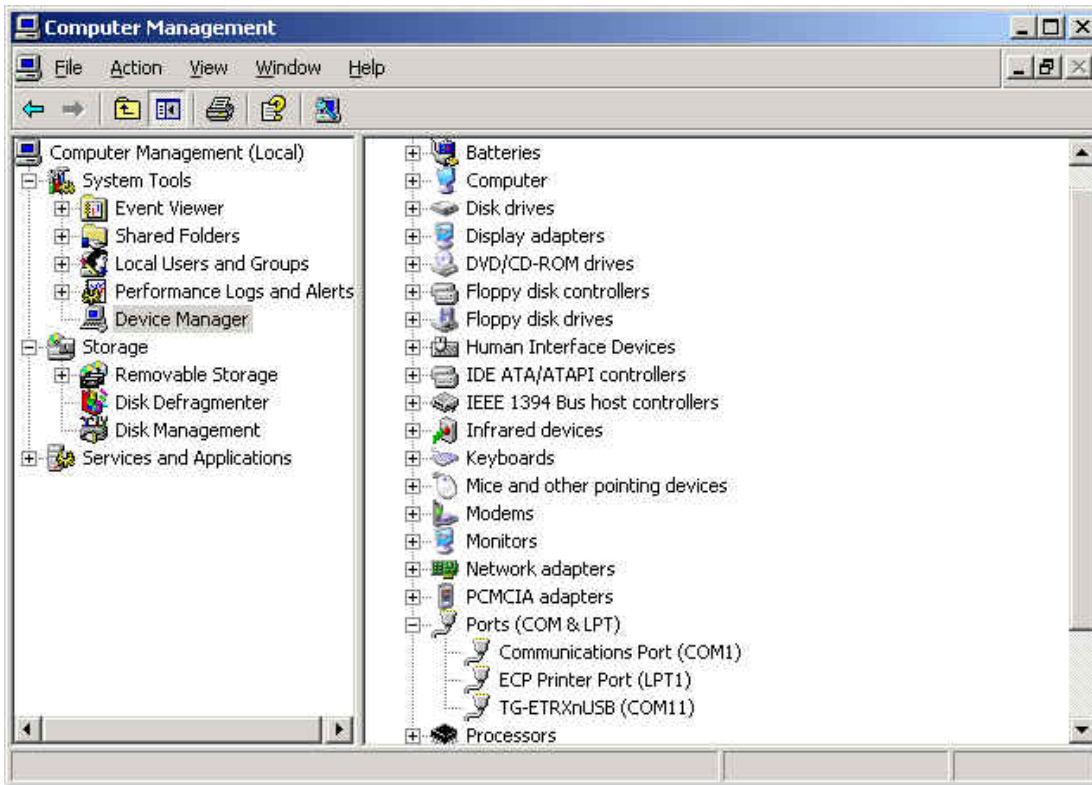 Computer Management
File Action View Window Help
Computer Management (Local)
System Tools
Event Viewer
Shared Folders
Local Users and Groups
Performance Logs and Alerts
Device Manager
Storage
Removable Storage
Disk Defragmenter
Disk Management
Services and Applications
Batteries
Computer
Disk drives
Display adapters
DVD/CD-ROM drives
Floppy disk controllers
Floppy disk drives
Human Interface Devices
IDE ATA/ATAPI controllers
IEEE 1394 Bus host controllers
Infrared devices
Keyboards
Mice and other pointing devices
Modems
Monitors
Network adapters
PCMCIA adapters
Ports (COM & LPT)
Communications Port (COM1)
ECP Printer Port (LPT1)
TG-ETRXnUSB (COM11)
Processors